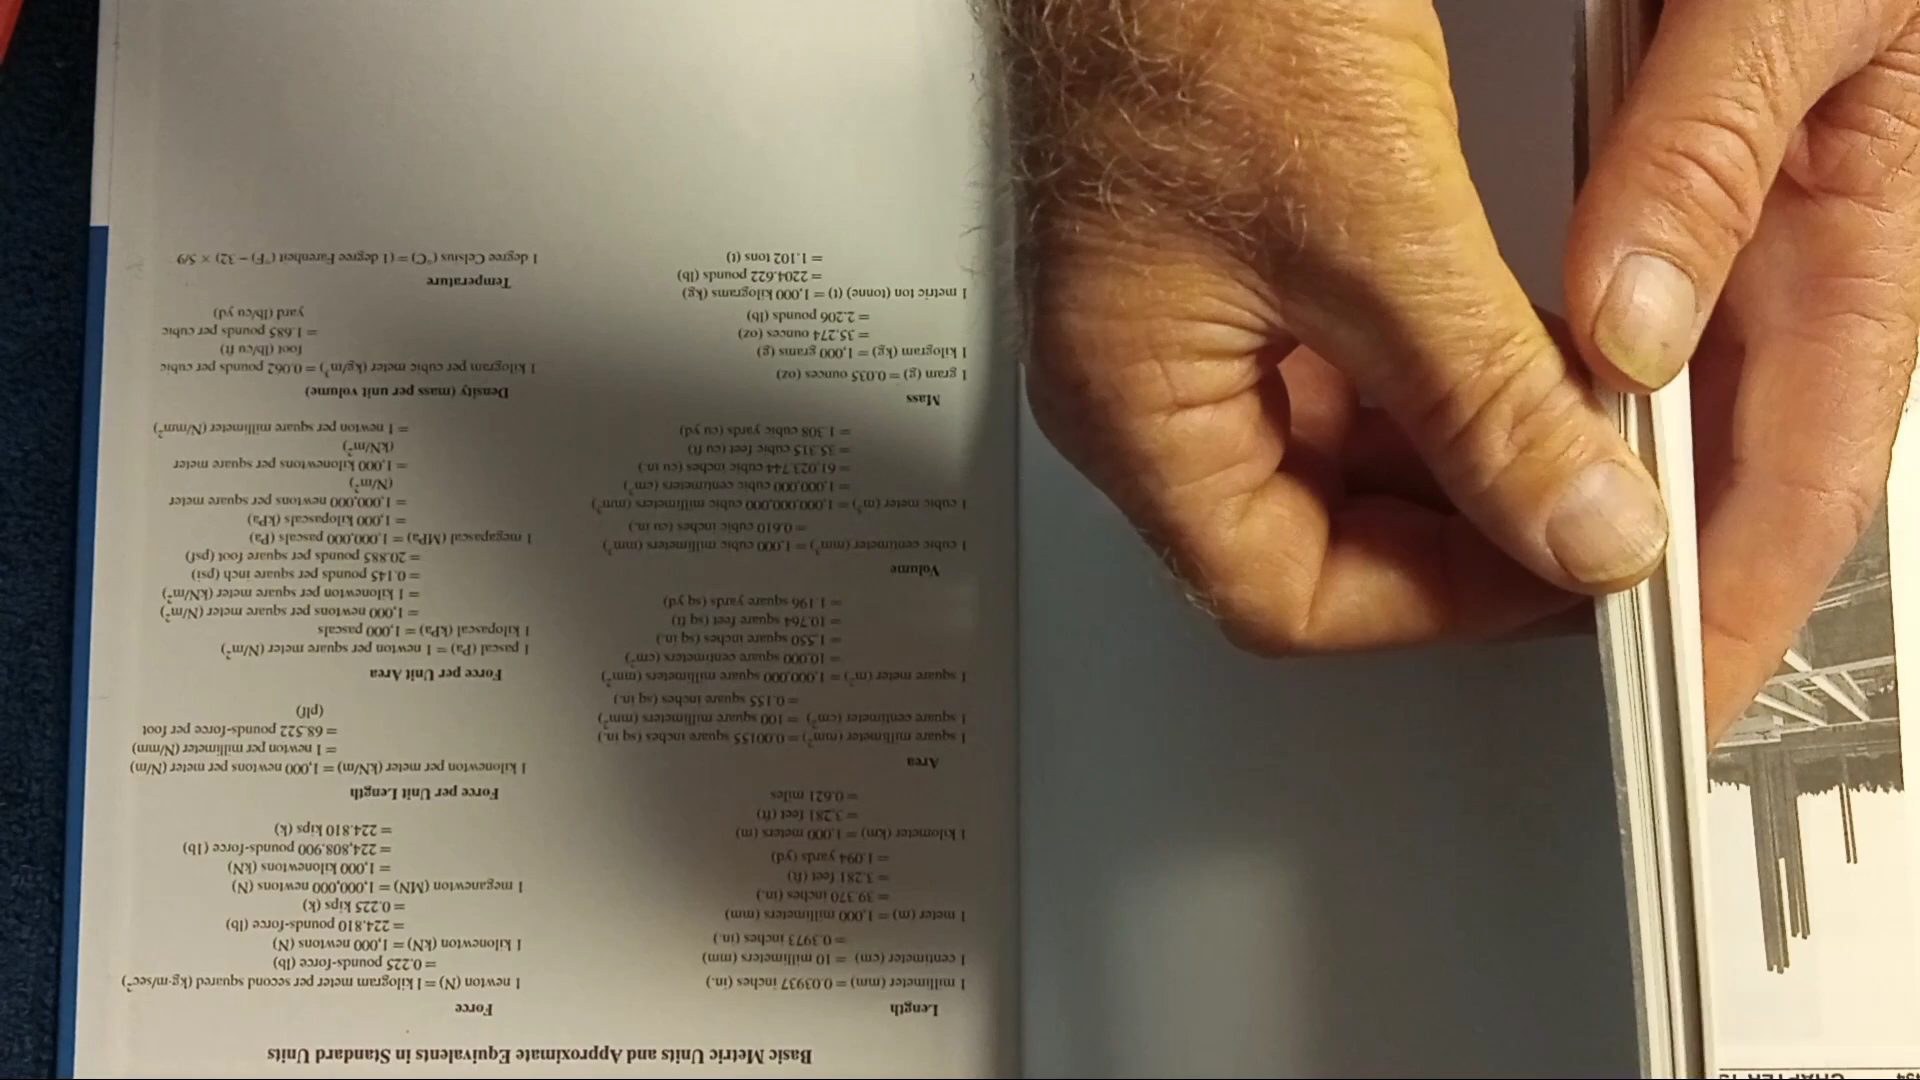 Basic Metric Units and Approximate Equivalents in Standard Units
Length
1 millimeter (mm) = 0.03937 inches (in.)
1 centimeter (cm) = 10 millimeters (mm)
= 0.3973 inches (in.)
1 meter (m) = 1,000 millimeters (mm)
= 39.370 inches (in.)
= 3.281 feet (ft)
= 1.094 yards (yd)
1 kilometer (km) = 1,000 meters (m)
= 3.281 feet (ft)
= 0.621 miles
Area
1 square millimeter (mm²) = 0.00155 square inches (sq in.)
1 square centimeter (cm²) = 100 square millimeters (mm²)
= 0.155 square inches (sq in.)
1 square meter (m²) = 1,000,000 square millimeters (mm²)
= 10.000 square centimeters (cm²)
= 1.550 square inches (sq in.)
= 10.764 square feet (sq ft)
= 1.196 square yards (sq yd)
Volume
1 cubic centimeter (mm³) = 1,000 cubic millimeters (mm³)
= 0.610 cubic inches (cu in.)
1 cubic meter (m³) = 1,000,000,000 cubic millimeters (mm³)
= 1,000,000 cubic centimeters (cm³)
= 61,023.744 cubic inches (cu in.)
= 35.315 cubic feet (cu ft)
= 1.308 cubic yards (cu yd)
Mass
1 gram (g) = 0.035 ounces (oz)
1 kilogram (kg) = 1,000 grams (g)
= 35.274 ounces (oz)
= 2.206 pounds (lb)
1 metric ton (tonne) (t) = 1,000 kilograms (kg)
= 2204.622 pounds (lb)
= 1.102 tons (t)
Force
1 newton (N) = 1 kilogram meter per second squared (kg·m/sec²)
= 0.225 pounds-force (lb)
1 kilonewton (kN) = 1,000 newtons (N)
= 224.810 pounds-force (lb)
= 0.225 kips (k)
1 meganewton (MN) = 1,000,000 newtons (N)
= 1,000 kilonewtons (kN)
= 224,808.900 pounds-force (lb)
= 224.810 kips (k)
Force per Unit Length
1 kilonewton per meter (kN/m) = 1,000 newtons per meter (N/m)
= 1 newton per millimeter (N/mm)
= 68.522 pounds-force per foot
(plf)
Force per Unit Area
1 pascal (Pa) = 1 newton per square meter (N/m²)
1 kilopascal (kPa) = 1,000 pascals
= 1,000 newtons per square meter (N/m²)
= 1 kilonewton per square meter (kN/m²)
= 0.145 pounds per square inch (psi)
= 20.885 pounds per square foot (psf)
1 megapascal (MPa) = 1,000,000 pascals (Pa)
= 1,000 kilopascals (kPa)
= 1,000,000 newtons per square meter
(N/m²)
= 1,000 kilonewtons per square meter
(kN/m²)
= 1 newton per square millimeter (N/mm²)
Density (mass per unit volume)
1 kilogram per cubic meter (kg/m³) = 0.062 pounds per cubic
foot (lb/cu ft)
= 1.685 pounds per cubic
yard (lb/cu yd)
Temperature
1 degree Celsius (°C) = (1 degree Farenheit (°F) – 32) × 5/9